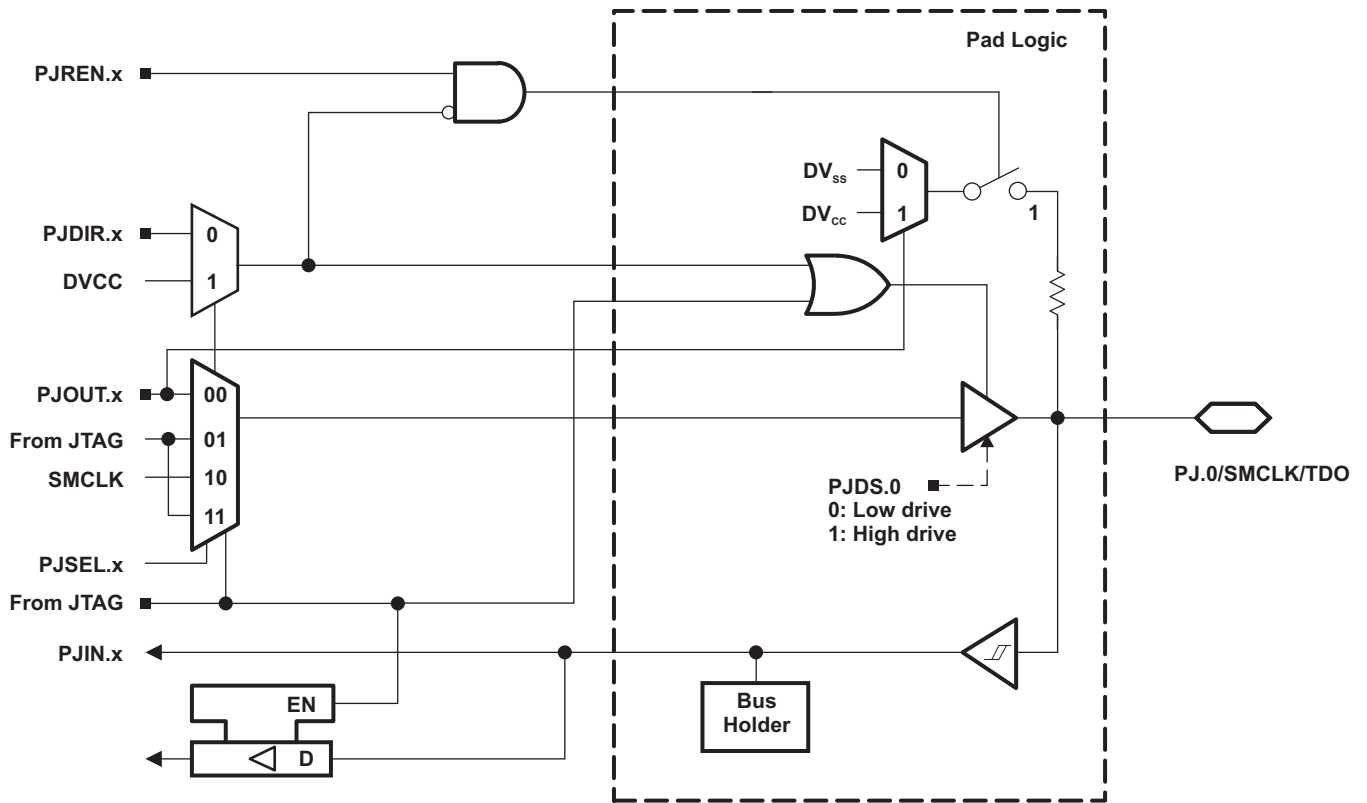 Pad Logic
PJREN.x
DVss
0
DVcc
1
1
PJDIR.x
0
DVCC
1
PJOUT.x
00
From JTAG
01
SMCLK
10
11
PJ.0/SMCLK/TDO
PJDS.0
0: Low drive
1: High drive
PJSEL.x
From JTAG
PJIN.x
EN
D
Bus
Holder